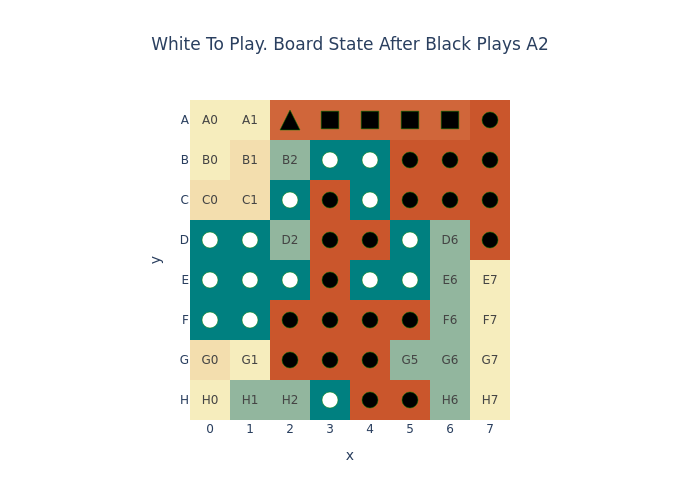 White To Play. Board State After Black Plays A2
A A0 A1
B B0 B1 B2
C C0 C1
D D2 D6
E E6 E7
F F6 F7
G G0 G1 G5 G6 G7
H H0 H1 H2 H6 H7
0 1 2 3 4 5 6 7
x
y